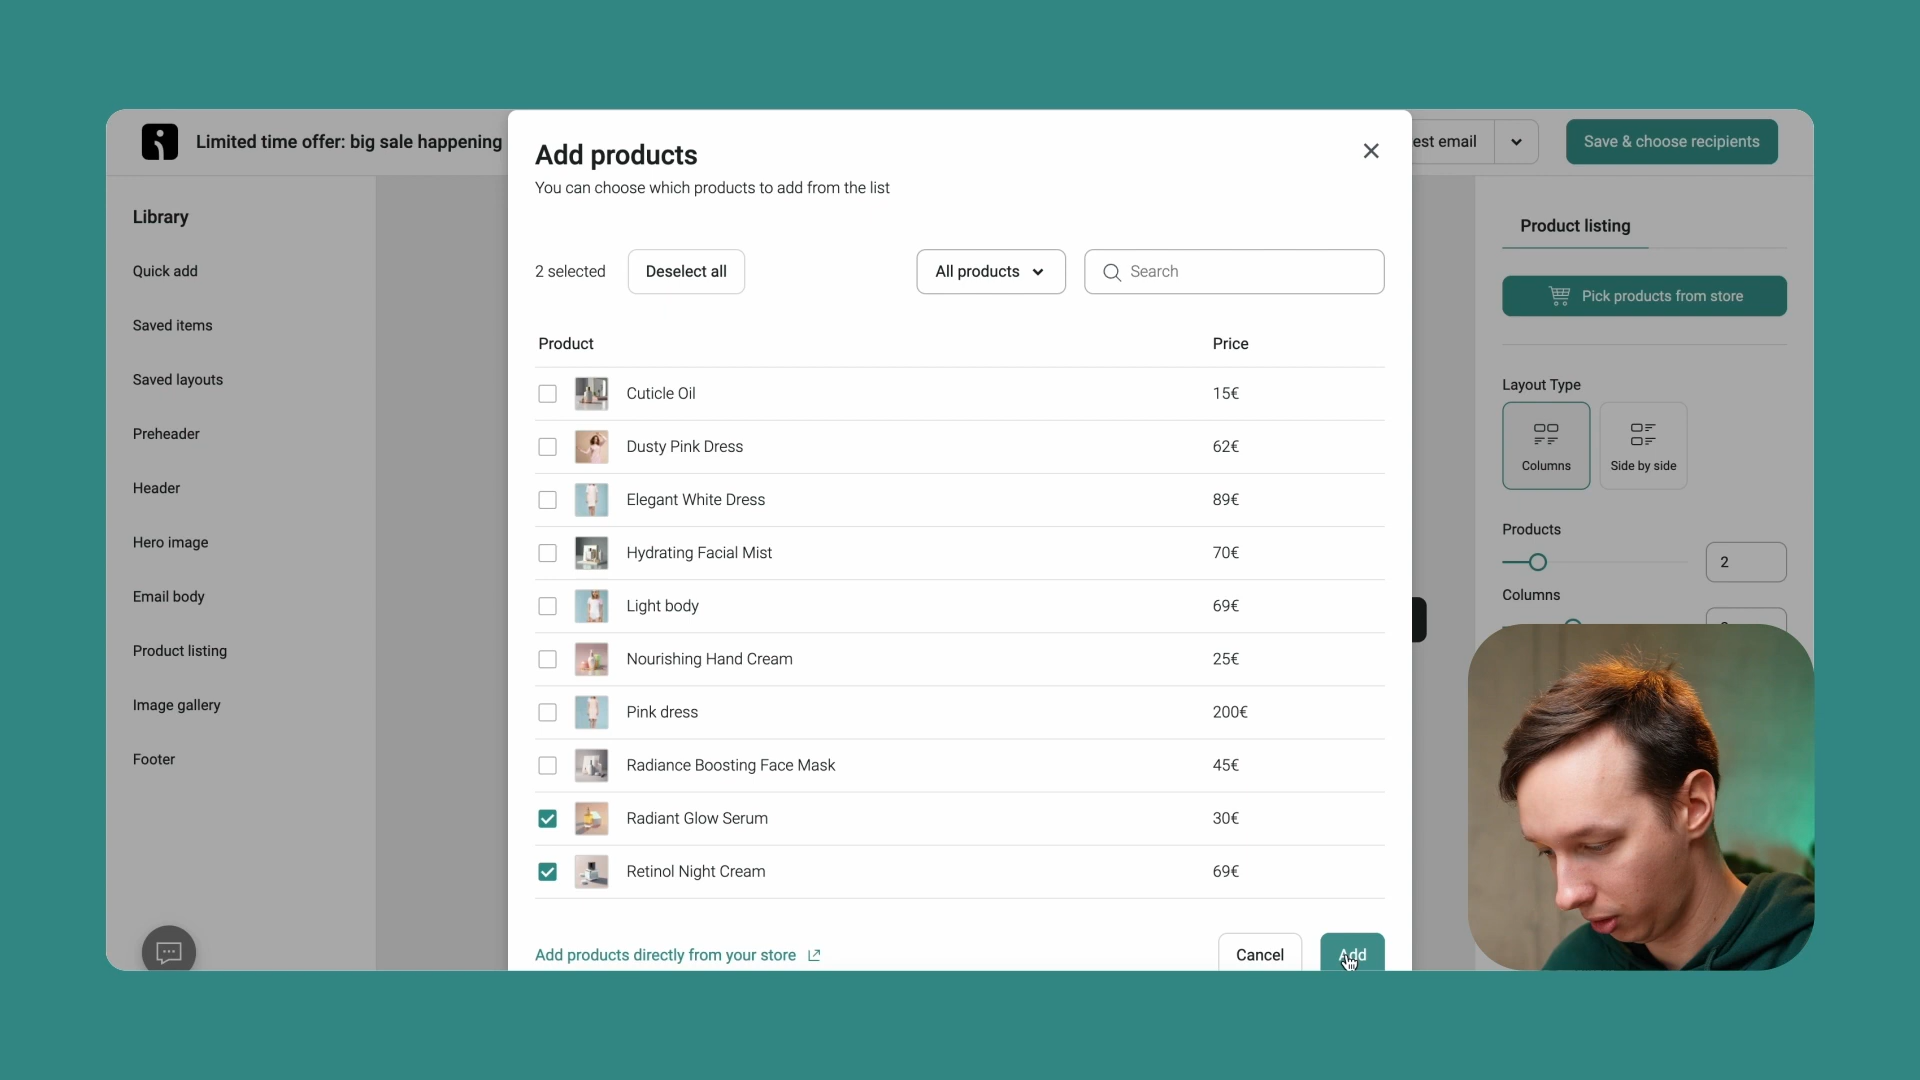 Limited time offer: big sale happening
est email
Save & choose recipients
Library
Quick add
Saved items
Saved layouts
Preheader
Header
Hero image
Email body
Product listing
Image gallery
Footer
Add products
You can choose which products to add from the list
2 selected
Deselect all
All products
Search
Product Price
Cuticle Oil 15€
Dusty Pink Dress 62€
Elegant White Dress 89€
Hydrating Facial Mist 70€
Light body 69€
Nourishing Hand Cream 25€
Pink dress 200€
Radiance Boosting Face Mask 45€
Radiant Glow Serum 30€
Retinol Night Cream 69€
Add products directly from your store
Cancel
Add
Product listing
Pick products from store
Layout Type
Columns
Side by side
Products
2
Columns